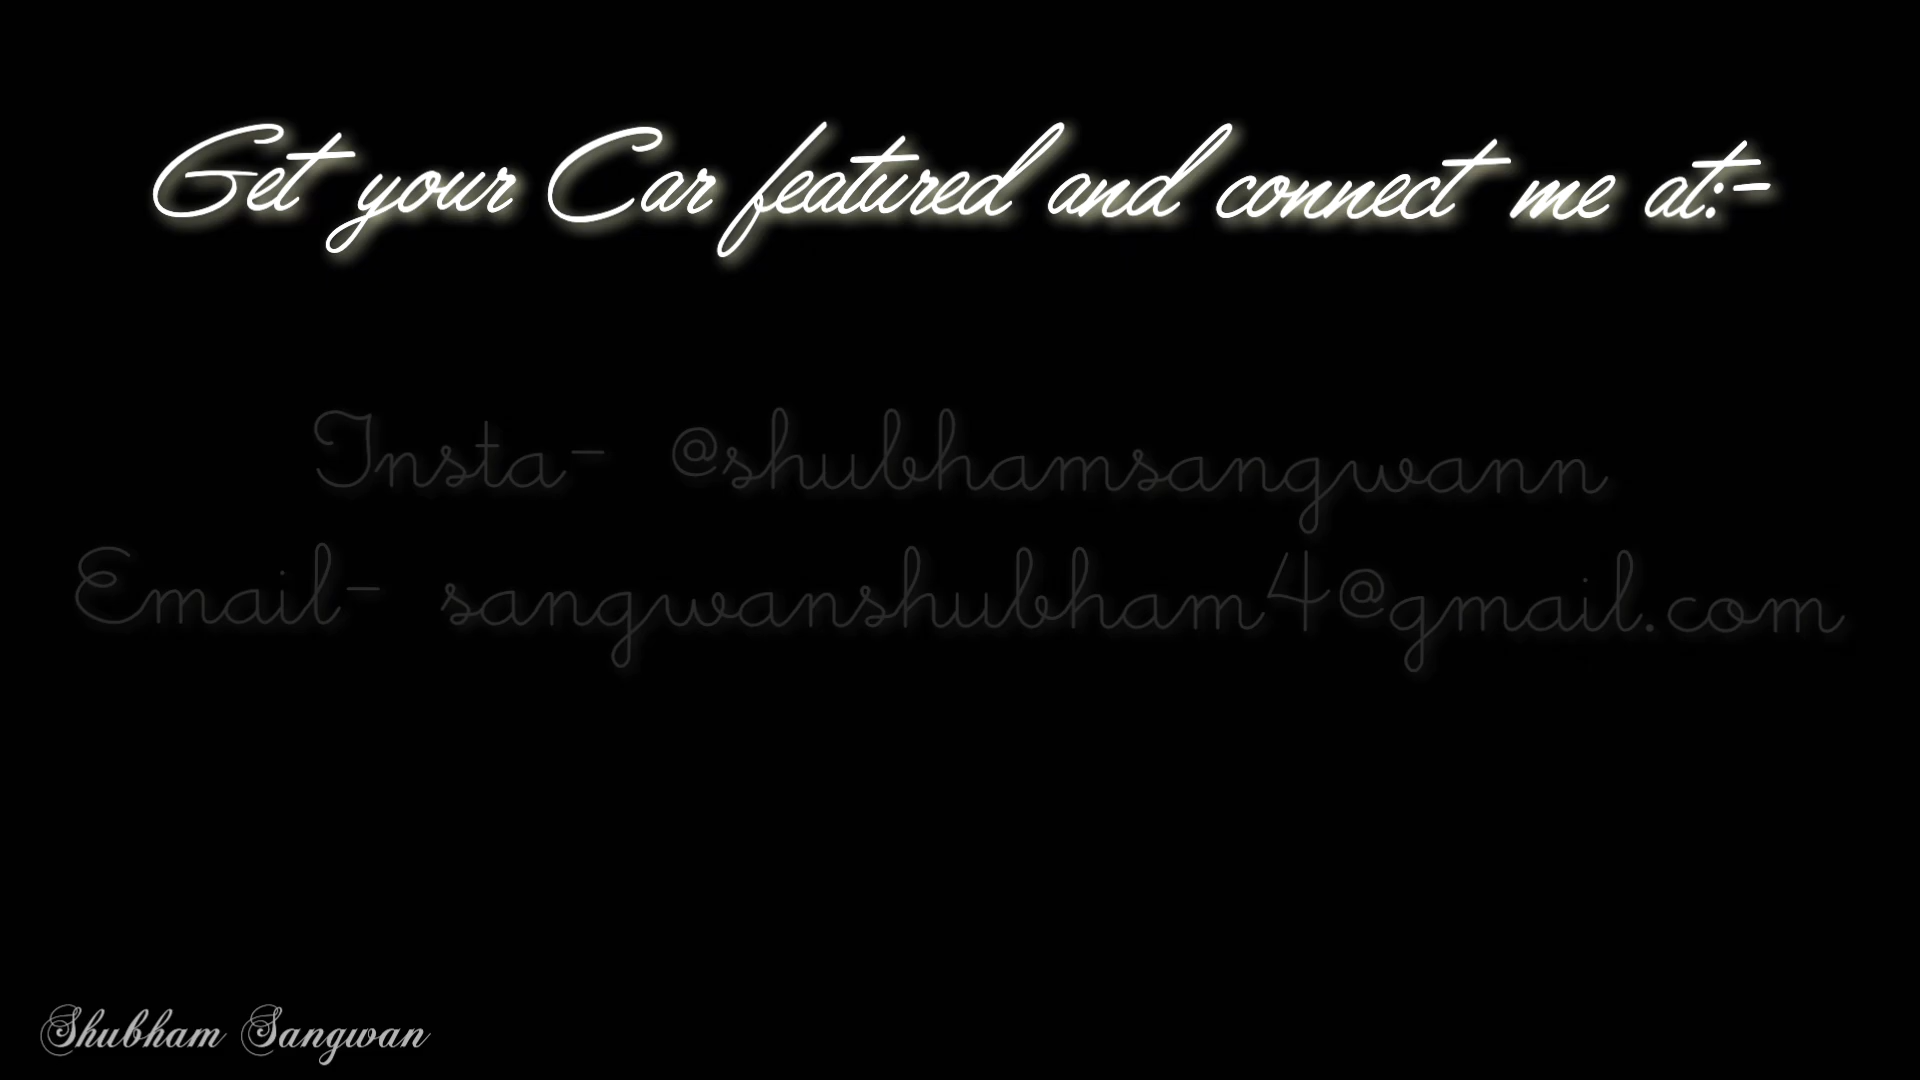 Get your Car featured and connect me at:-
Insta- @shubhamsangwann
Email- sangwanshubham4@gmail.com
Shubham Sangwan